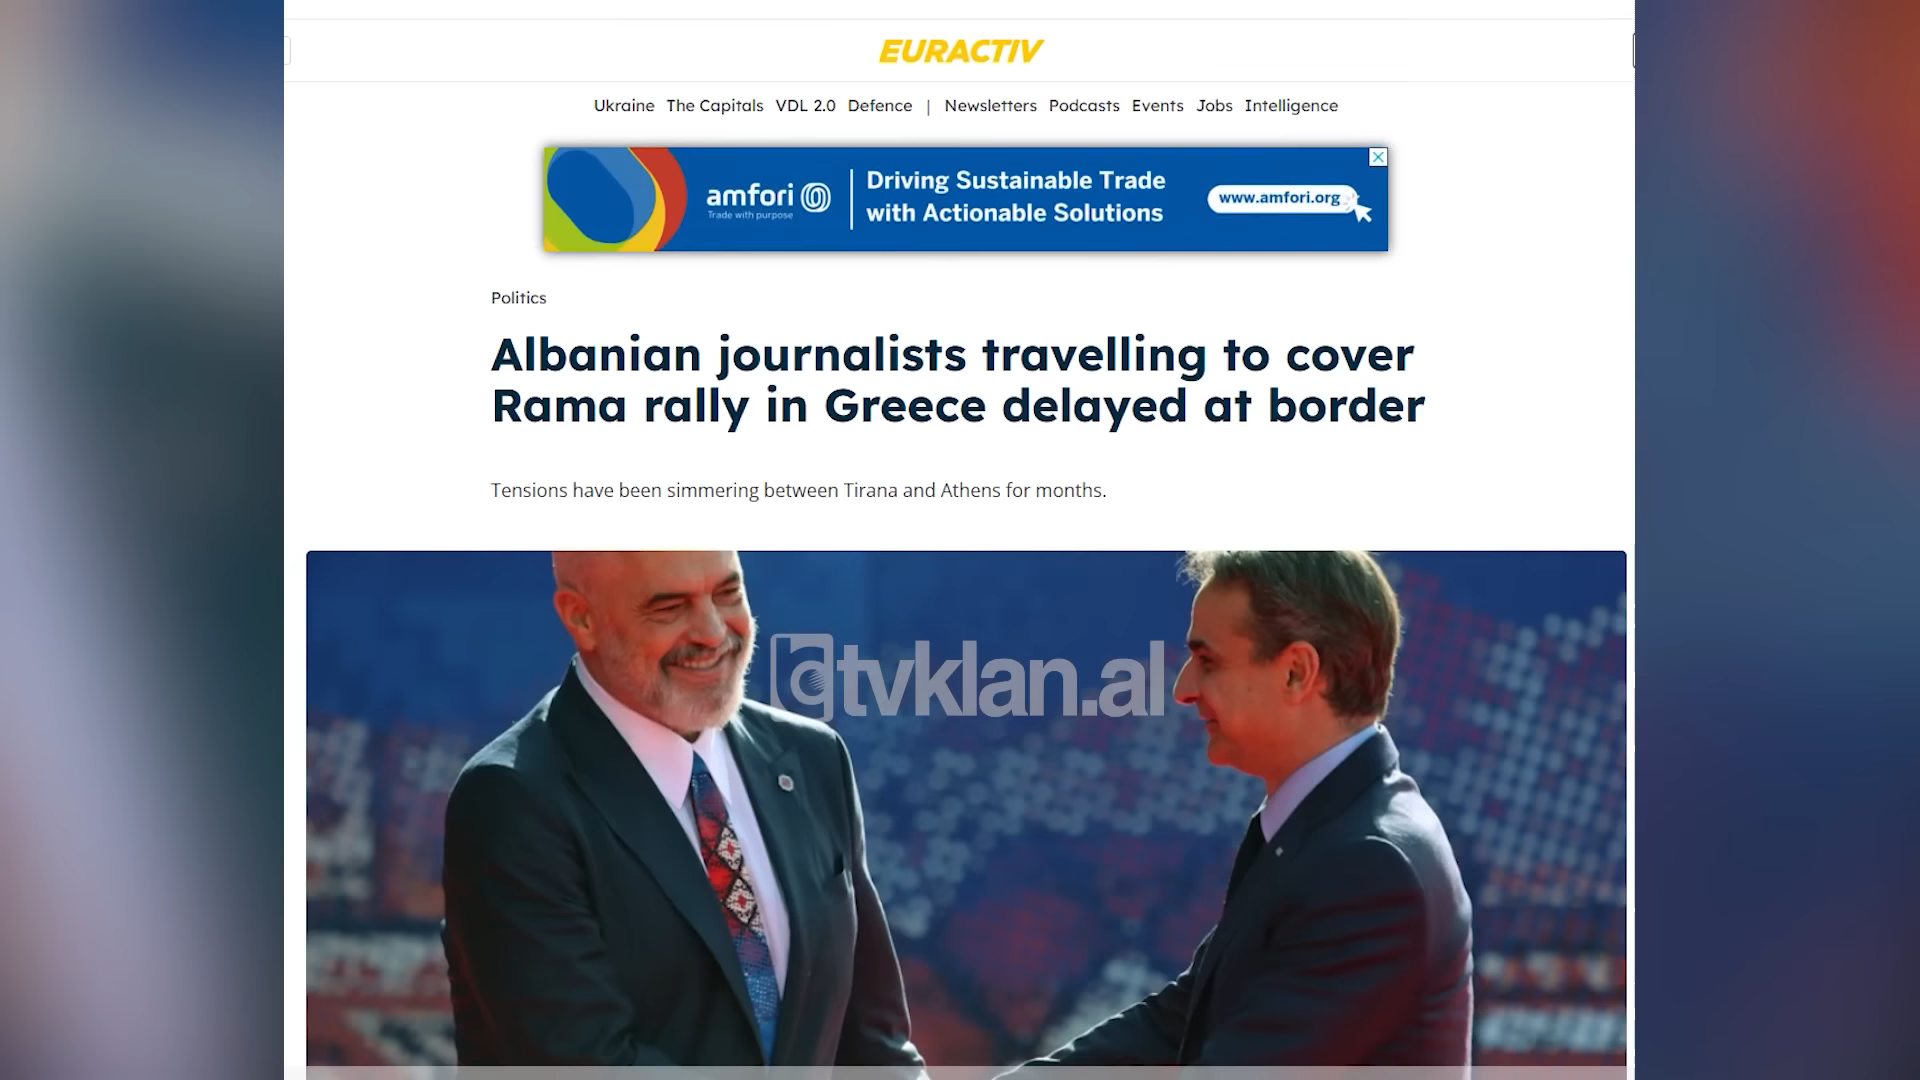 EURACTIV
Ukraine The Capitals VDL 2.0 Defence | Newsletters Podcasts Events Jobs Intelligence
amfori
Trade with purpose
Driving Sustainable Trade
with Actionable Solutions
www.amfori.org
Politics
Albanian journalists travelling to cover
Rama rally in Greece delayed at border
Tensions have been simmering between Tirana and Athens for months.
tvklan.al